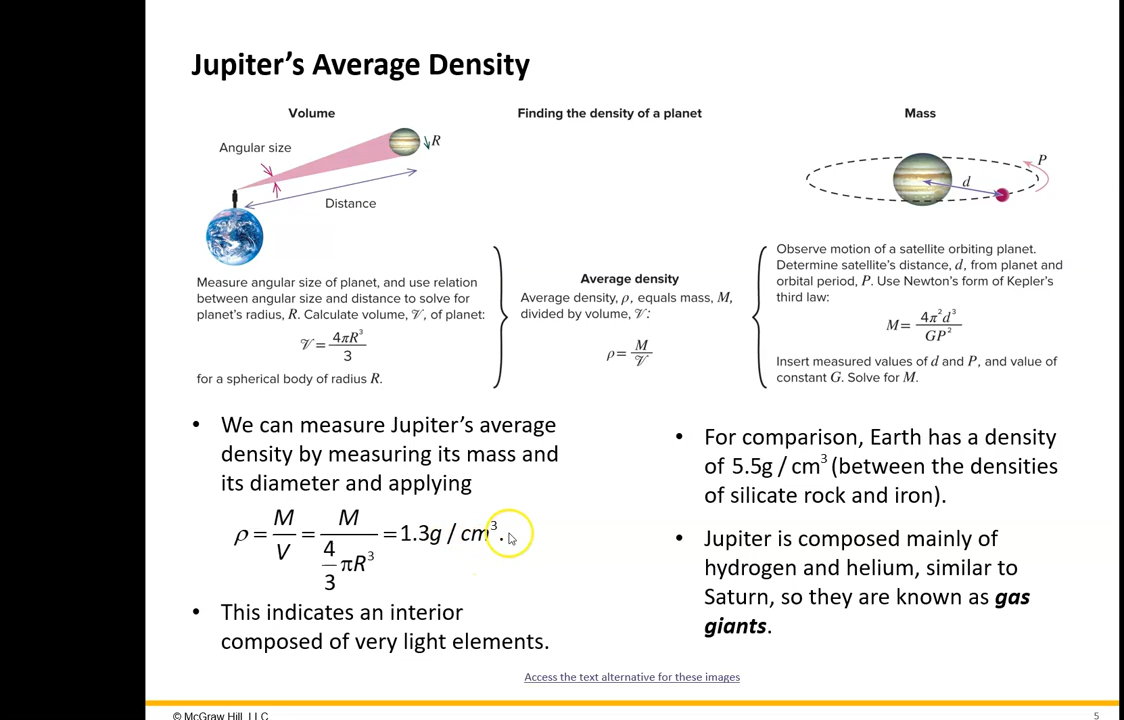 Jupiter's Average Density
Volume
Angular size
R
Distance
Measure angular size of planet, and use relation
between angular size and distance to solve for
planet's radius, R. Calculate volume, 𝒱, of planet:
𝒱 = 4πR³ / 3
for a spherical body of radius R.
Finding the density of a planet
Average density
Average density, ρ, equals mass, M,
divided by volume, 𝒱:
ρ = M / 𝒱
Mass
P
d
Observe motion of a satellite orbiting planet.
Determine satellite's distance, d, from planet and
orbital period, P. Use Newton's form of Kepler's
third law:
M = 4π²d³ / GP²
Insert measured values of d and P, and value of
constant G. Solve for M.
• We can measure Jupiter's average
density by measuring its mass and
its diameter and applying
ρ = M / V = M / (4/3 πR³) = 1.3g / cm³.
• This indicates an interior
composed of very light elements.
• For comparison, Earth has a density
of 5.5g / cm³ (between the densities
of silicate rock and iron).
• Jupiter is composed mainly of
hydrogen and helium, similar to
Saturn, so they are known as gas
giants.
Access the text alternative for these images
© McGraw Hill, LLC
5